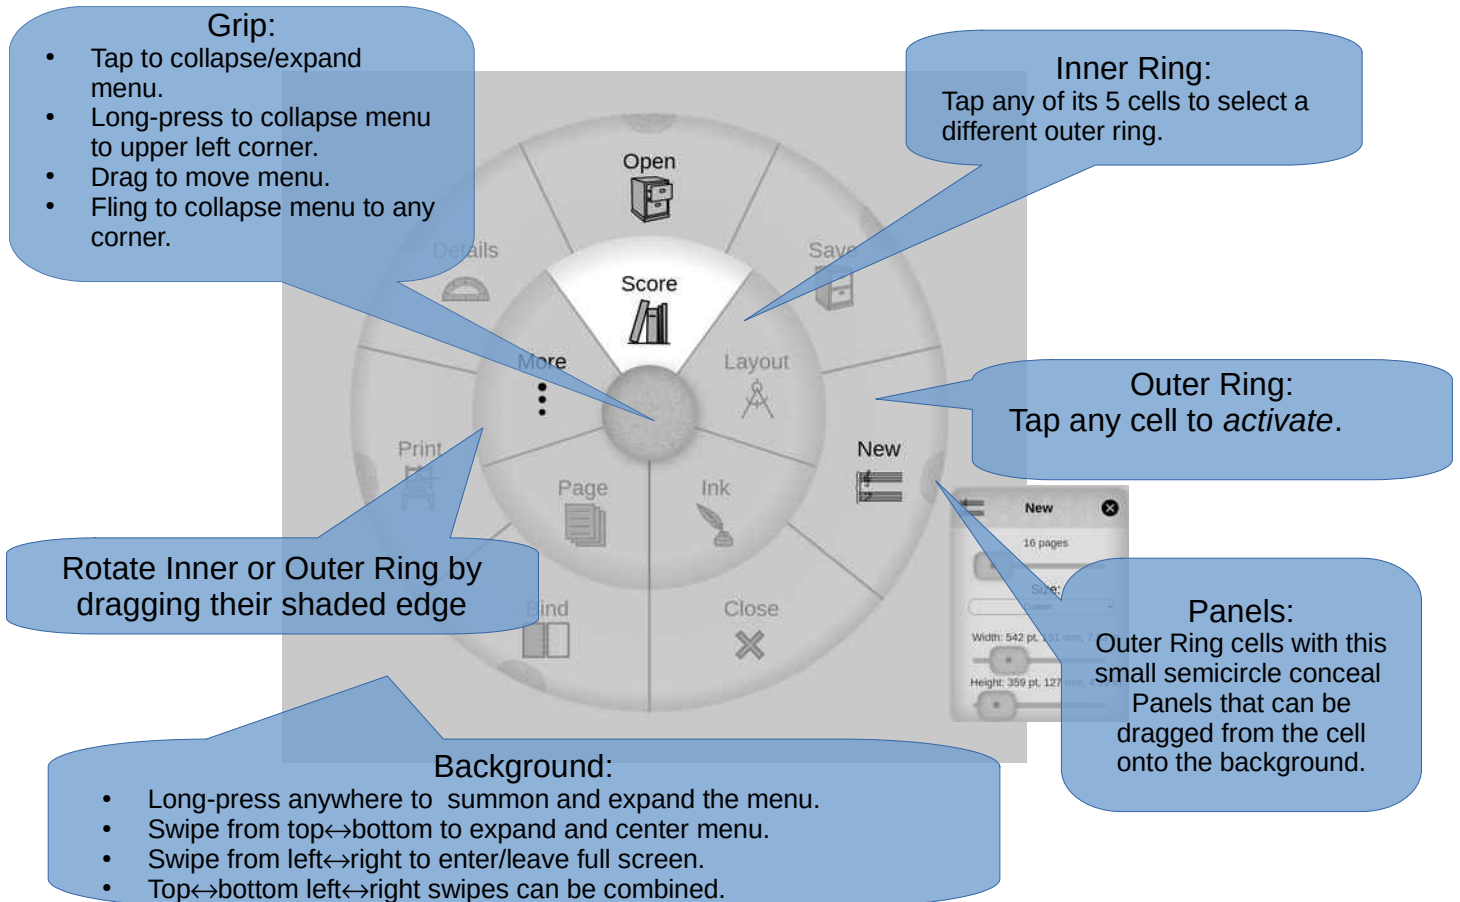 Grip:
• Tap to collapse/expand
menu.
• Long-press to collapse menu
to upper left corner.
• Drag to move menu.
• Fling to collapse menu to any
corner.
Inner Ring:
Tap any of its 5 cells to select a
different outer ring.
Open
Details
Save
Score
More
Layout
Outer Ring:
Tap any cell to activate.
Print
New
Page
Ink
New
16 pages
Size:
Custom
Width: 542 pt, 191 mm, 7
Height: 359 pt, 127 mm,
Rotate Inner or Outer Ring by
dragging their shaded edge
Bind
Close
Panels:
Outer Ring cells with this
small semicircle conceal
Panels that can be
dragged from the cell
onto the background.
Background:
• Long-press anywhere to summon and expand the menu.
• Swipe from top↔bottom to expand and center menu.
• Swipe from left↔right to enter/leave full screen.
• Top↔bottom left↔right swipes can be combined.